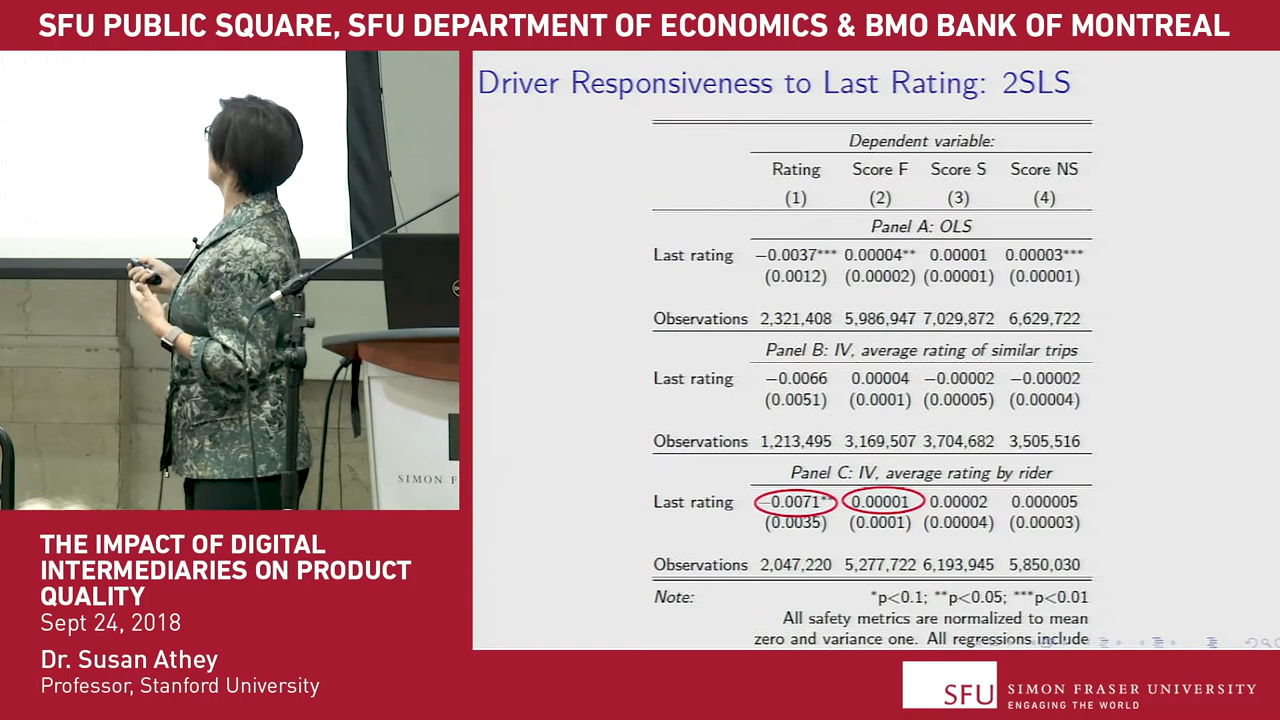 SFU PUBLIC SQUARE, SFU DEPARTMENT OF ECONOMICS & BMO BANK OF MONTREAL
Driver Responsiveness to Last Rating: 2SLS
Dependent variable:
Rating Score F Score S Score NS
(1) (2) (3) (4)
Panel A: OLS
Last rating −0.0037*** 0.00004** 0.00001 0.00003***
(0.0012) (0.00002) (0.00001) (0.00001)
Observations 2,321,408 5,986,947 7,029,872 6,629,722
Panel B: IV, average rating of similar trips
Last rating −0.0066 0.00004 −0.00002 −0.00002
(0.0051) (0.0001) (0.00005) (0.00004)
Observations 1,213,495 3,169,507 3,704,682 3,505,516
Panel C: IV, average rating by rider
Last rating −0.0071** 0.00001 0.00002 0.000005
(0.0035) (0.0001) (0.00004) (0.00003)
Observations 2,047,220 5,277,722 6,193,945 5,850,030
Note: *p<0.1; **p<0.05; ***p<0.01
All safety metrics are normalized to mean
zero and variance one. All regressions include
SIMON F
THE IMPACT OF DIGITAL
INTERMEDIARIES ON PRODUCT
QUALITY
Sept 24, 2018
Dr. Susan Athey
Professor, Stanford University
SFU SIMON FRASER UNIVERSITY
ENGAGING THE WORLD